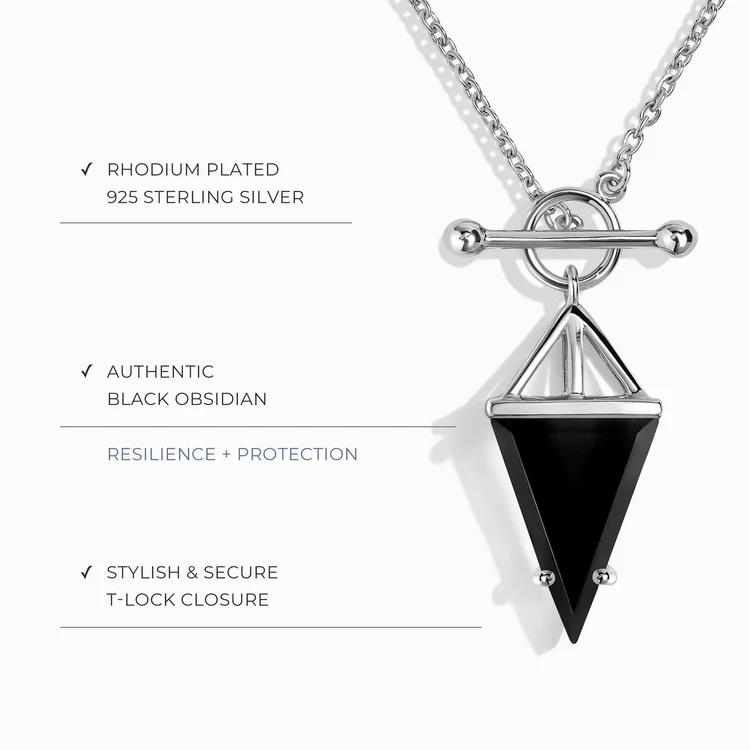 ✓ RHODIUM PLATED
925 STERLING SILVER
✓ AUTHENTIC
BLACK OBSIDIAN
RESILIENCE + PROTECTION
✓ STYLISH & SECURE
T-LOCK CLOSURE